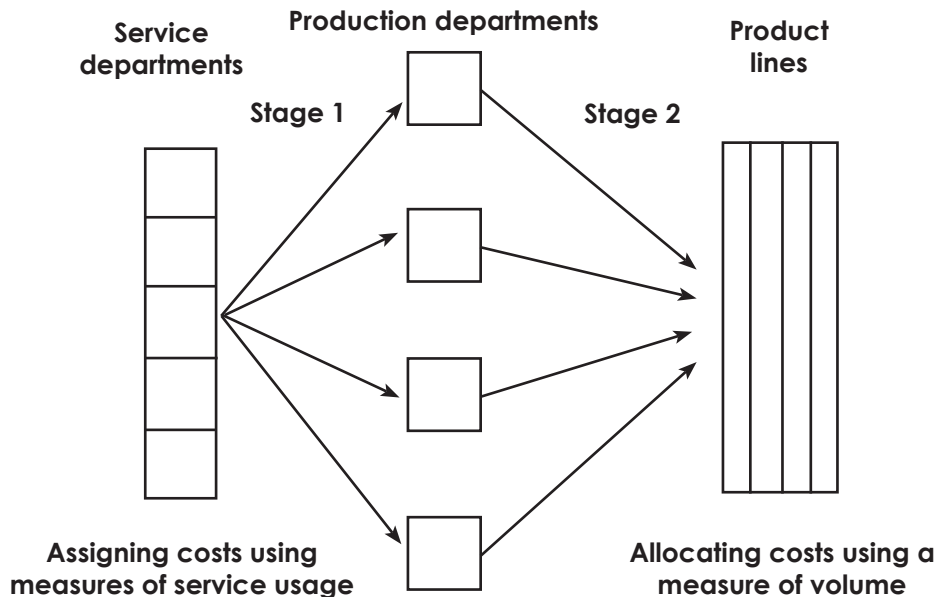 Service
departments
Production departments
Product
lines
Stage 1
Stage 2
Assigning costs using
measures of service usage
Allocating costs using a
measure of volume